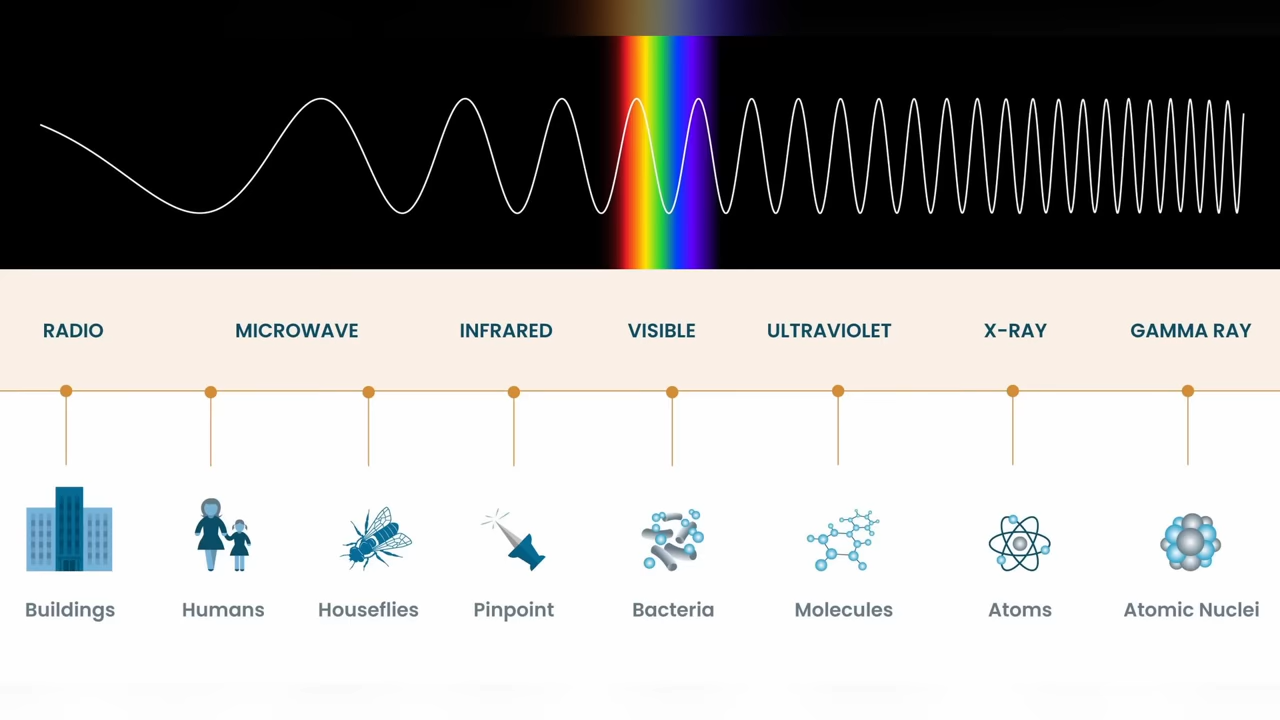 RADIO MICROWAVE INFRARED VISIBLE ULTRAVIOLET X-RAY GAMMA RAY
Buildings Humans Houseflies Pinpoint Bacteria Molecules Atoms Atomic Nuclei